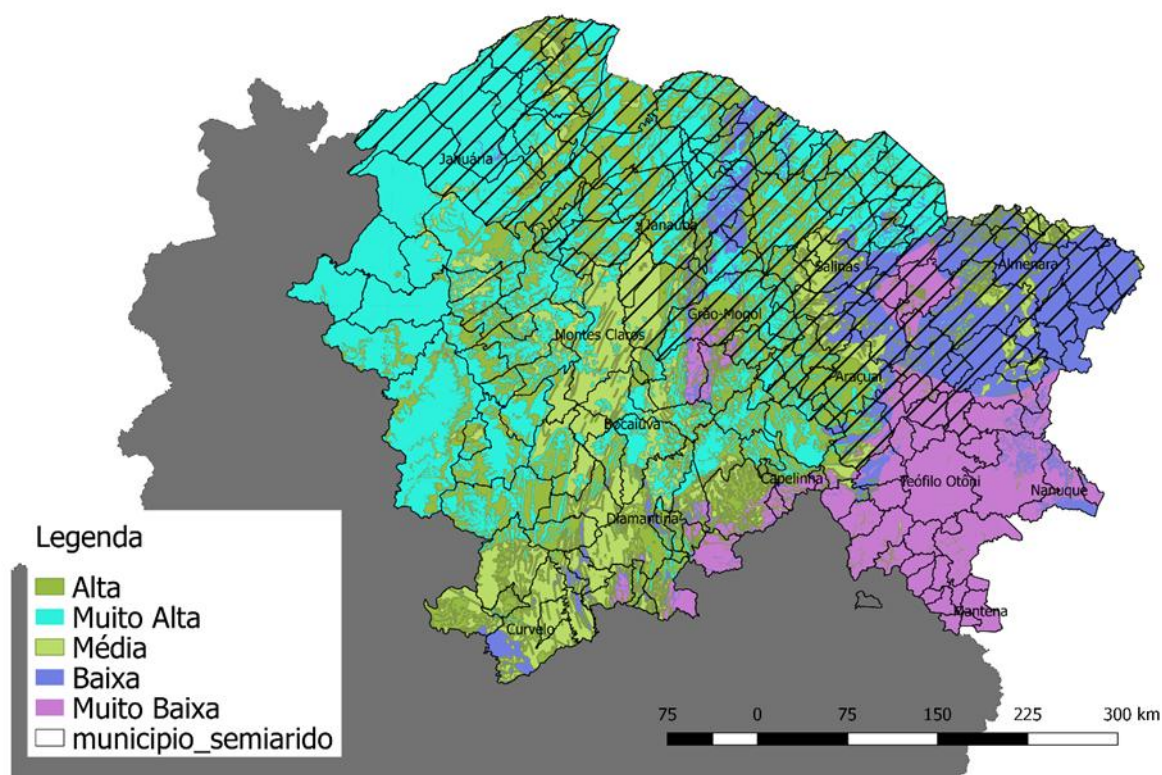 Januária
Janaúba
Salinas
Almenara
Grão-Mogol
Montes Claros
Araçuaí
Bocaiúva
Capelinha
Teófilo Otôni
Nanuque
Diamantina
Mantena
Curvelo
Legenda
Alta
Muito Alta
Média
Baixa
Muito Baixa
municipio_semiarido
75 0 75 150 225 300 km